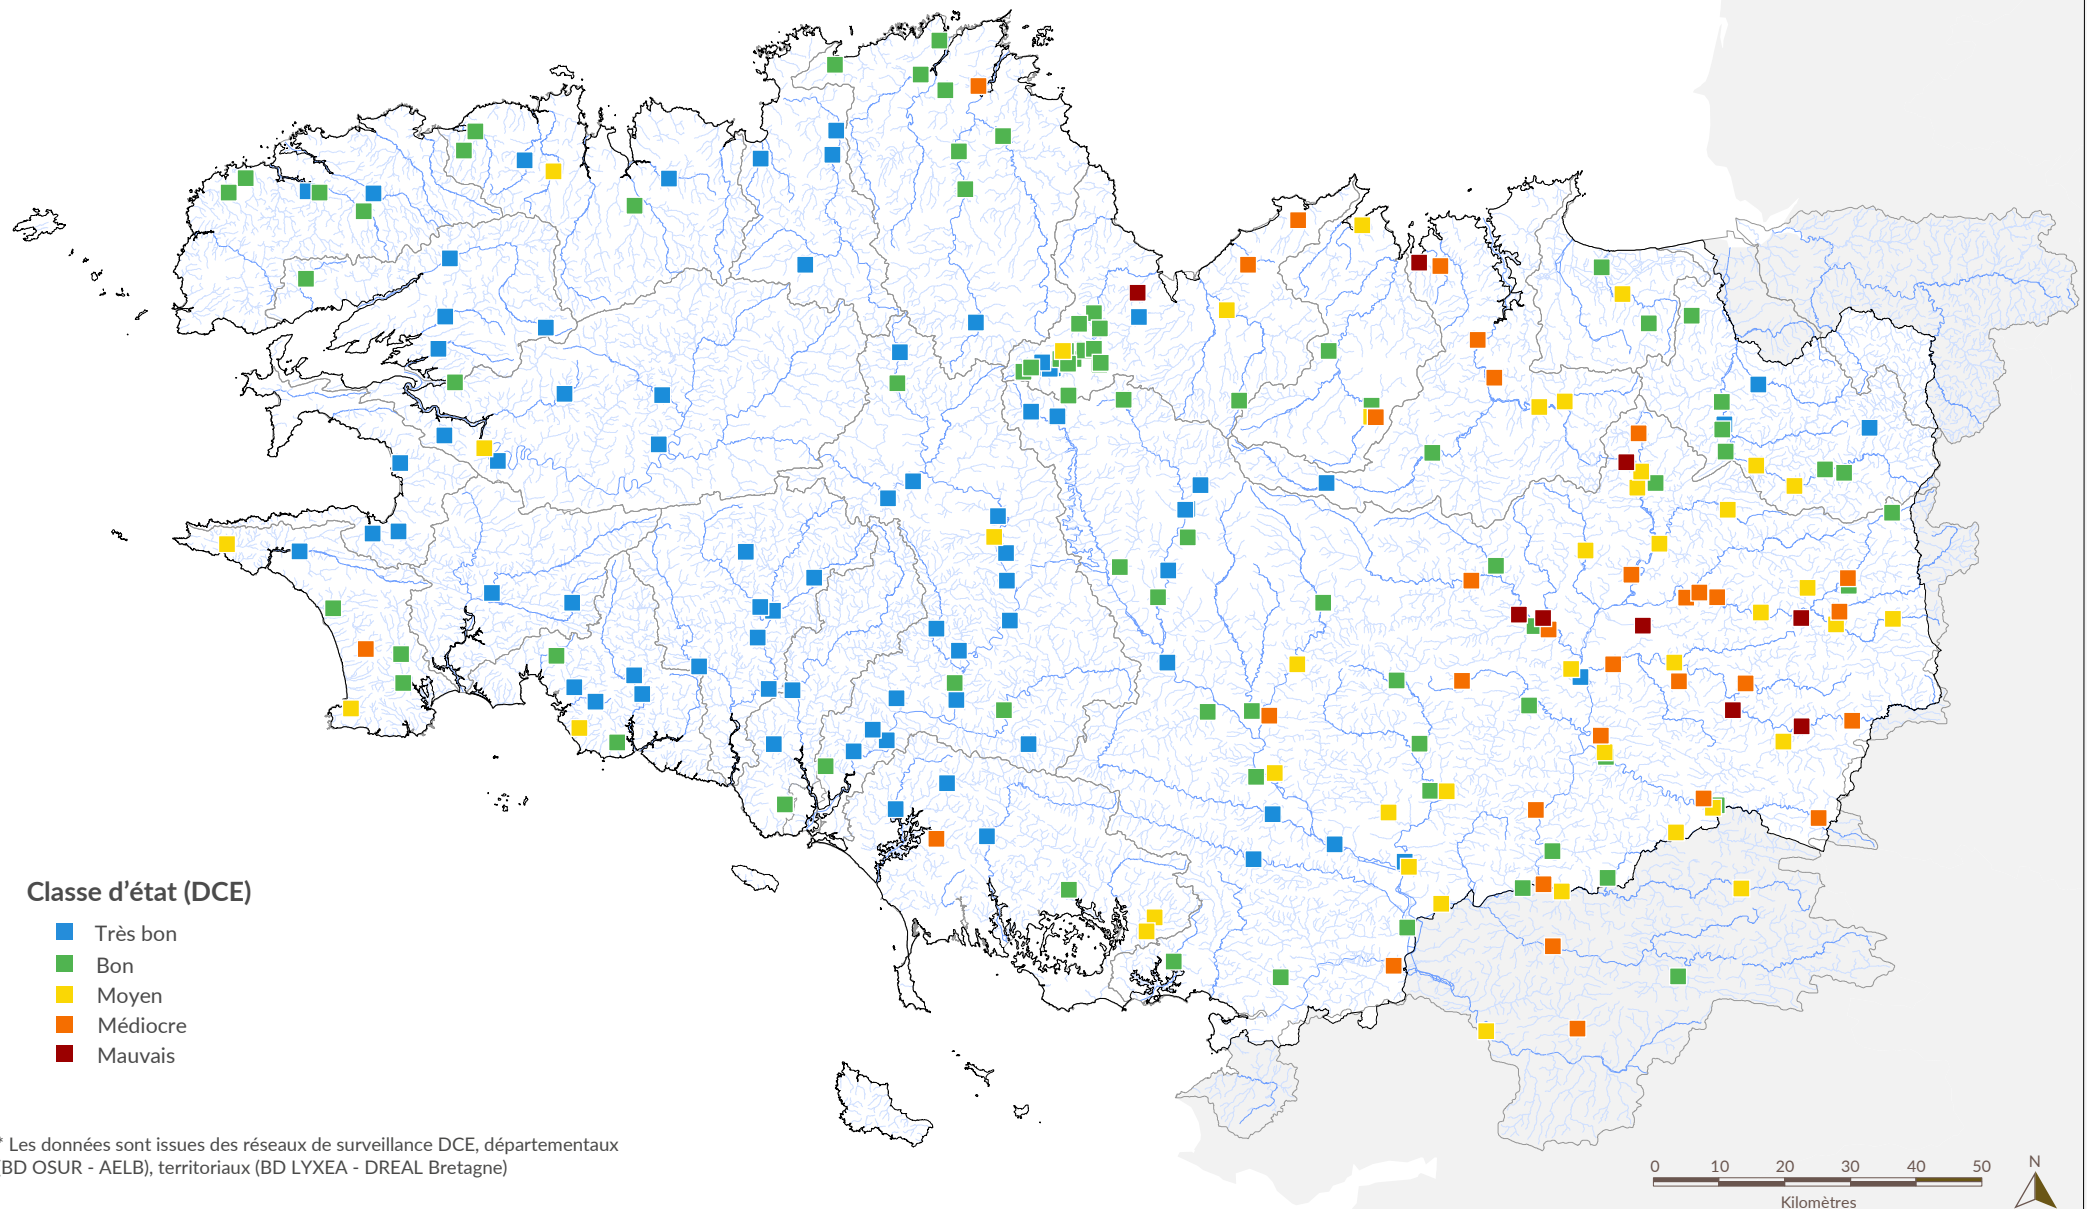 Classe d’état (DCE)
Très bon
Bon
Moyen
Médiocre
Mauvais
* Les données sont issues des réseaux de surveillance DCE, départementaux
(BD OSUR - AELB), territoriaux (BD LYXEA - DREAL Bretagne)
0 10 20 30 40 50
Kilomètres
N